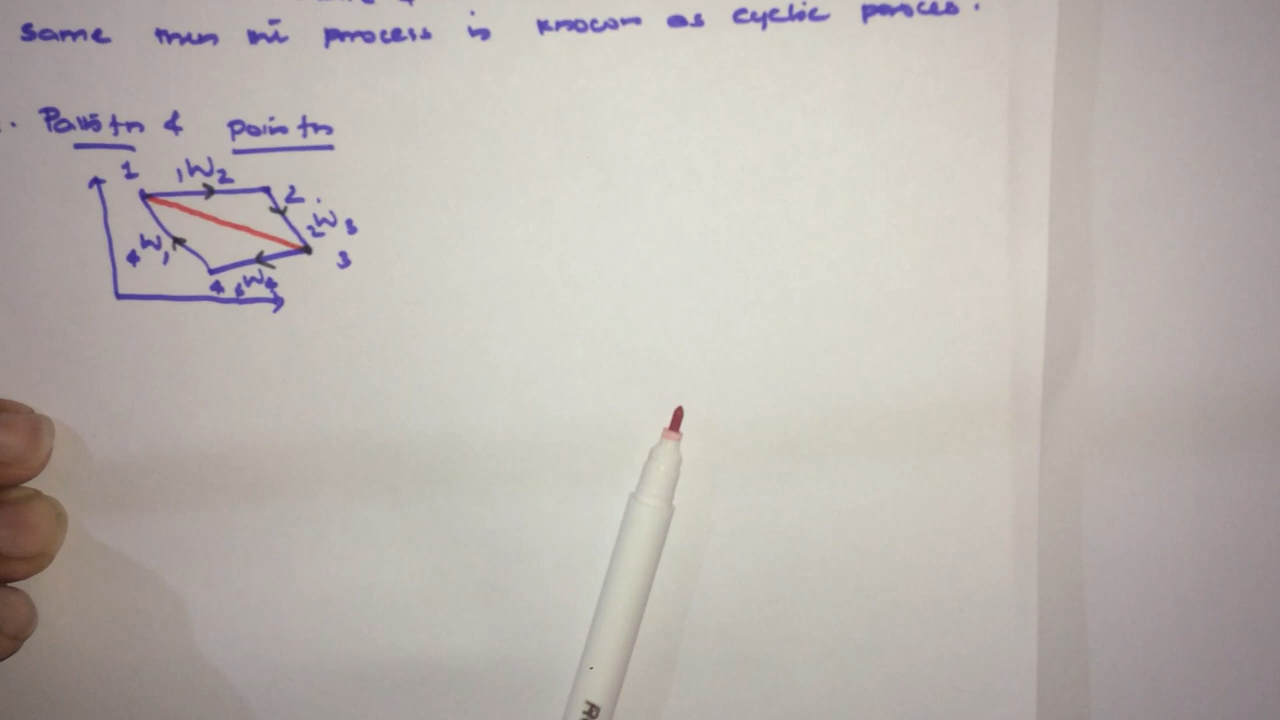 same then the process is known as cyclic process.
Path fn & point fn
1 1W2
2
2W3
4W1 3
4 3W4